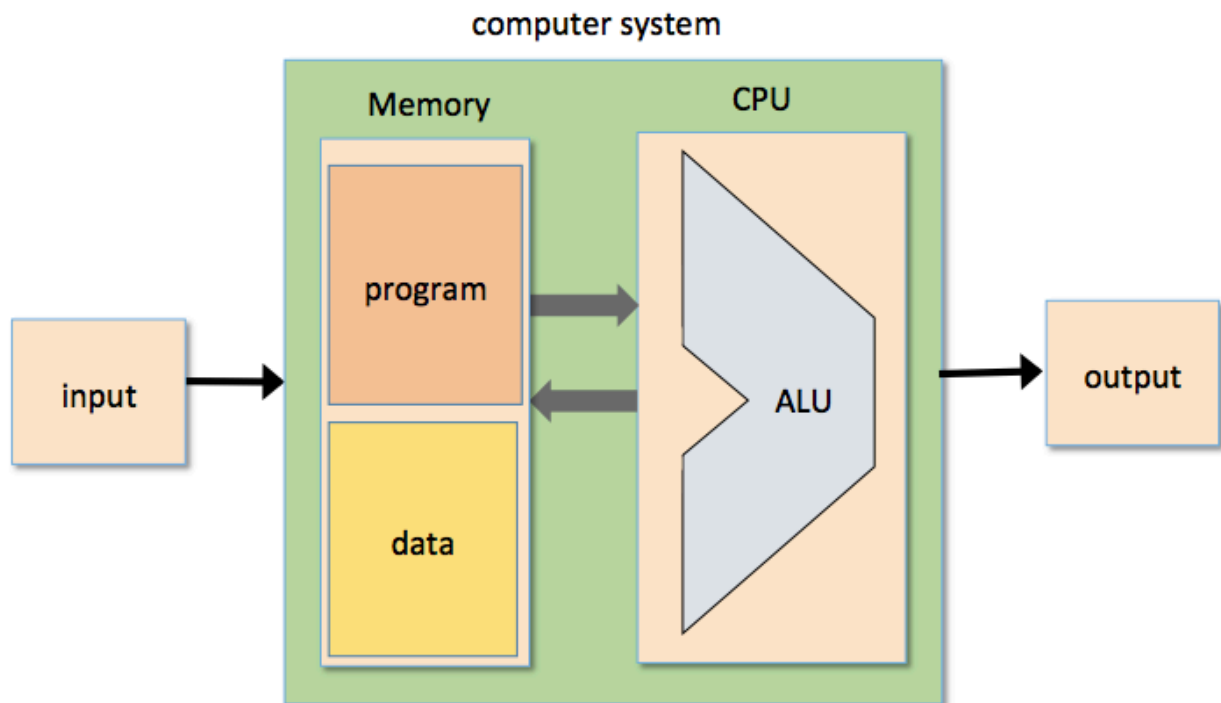 computer system
Memory
CPU
program
input
ALU
output
data